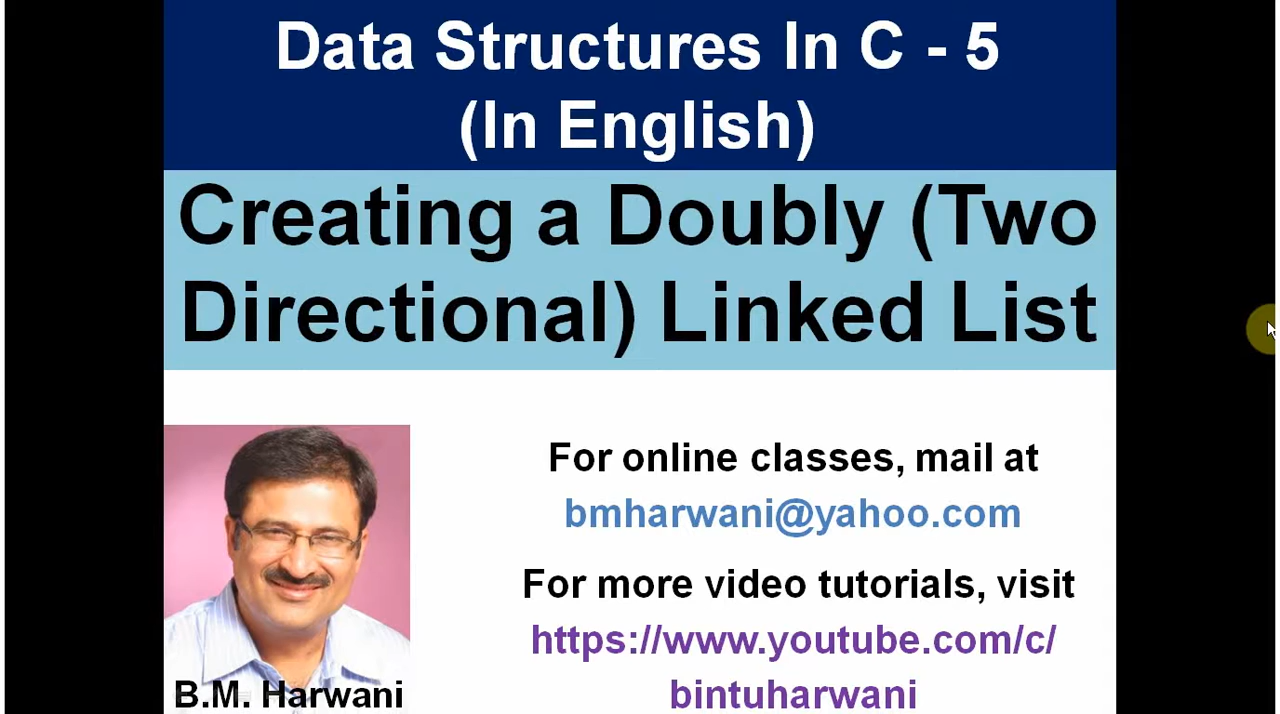 Data Structures In C - 5
(In English)
Creating a Doubly (Two
Directional) Linked List
For online classes, mail at
bmharwani@yahoo.com
For more video tutorials, visit
https://www.youtube.com/c/
bintuharwani
B.M. Harwani